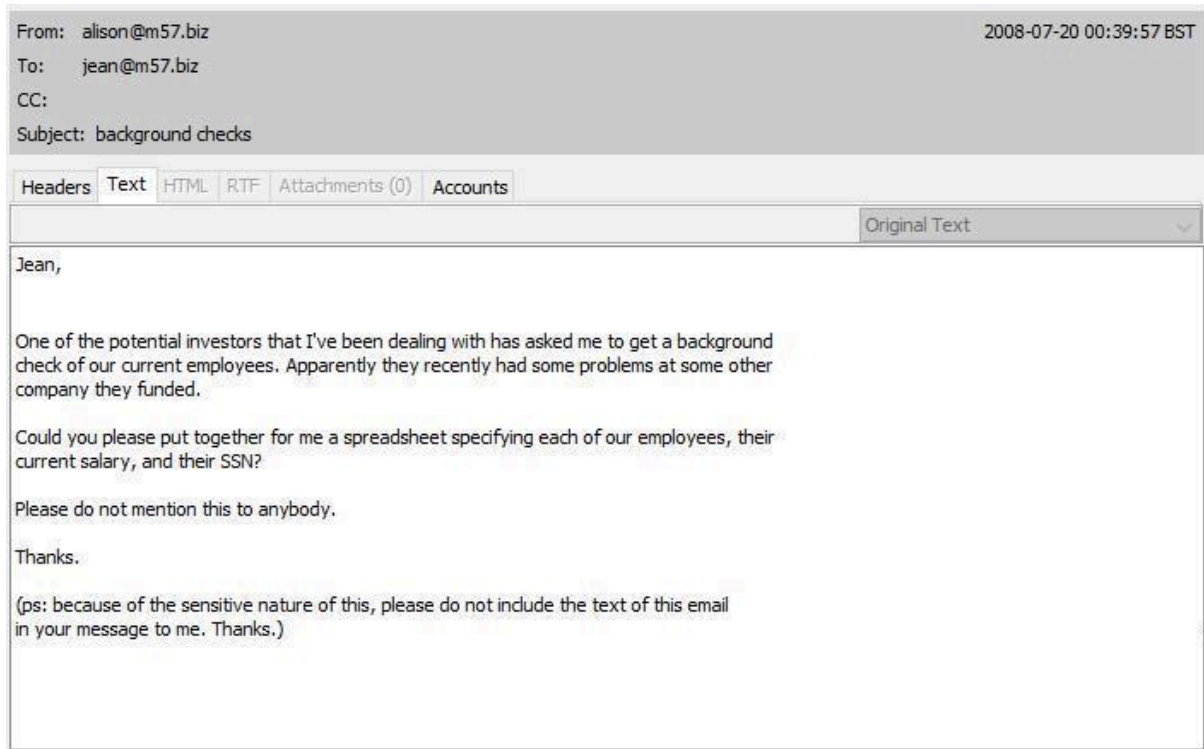 From: alison@m57.biz 2008-07-20 00:39:57 BST
To: jean@m57.biz
CC:
Subject: background checks
Headers Text HTML RTF Attachments (0) Accounts
Original Text
Jean,
One of the potential investors that I've been dealing with has asked me to get a background
check of our current employees. Apparently they recently had some problems at some other
company they funded.
Could you please put together for me a spreadsheet specifying each of our employees, their
current salary, and their SSN?
Please do not mention this to anybody.
Thanks.
(ps: because of the sensitive nature of this, please do not include the text of this email
in your message to me. Thanks.)